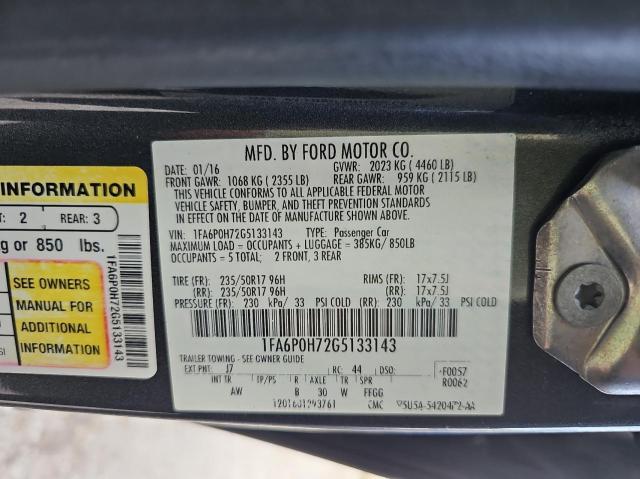 INFORMATION
2 REAR: 3
g or 850 lbs.
SEE OWNERS
MANUAL FOR
ADDITIONAL
INFORMATION
1FA6P0H72G5133143
MFD. BY FORD MOTOR CO.
DATE: 01/16 GVWR: 2023 KG ( 4460 LB)
FRONT GAWR: 1068 KG ( 2355 LB) REAR GAWR: 959 KG ( 2115 LB)
THIS VEHICLE CONFORMS TO ALL APPLICABLE FEDERAL MOTOR
VEHICLE SAFETY, BUMPER, AND THEFT PREVENTION STANDARDS
IN EFFECT ON THE DATE OF MANUFACTURE SHOWN ABOVE.
VIN: 1FA6P0H72G5133143 TYPE: Passenger Car
MAXIMUM LOAD = OCCUPANTS + LUGGAGE = 385KG/ 850LB
OCCUPANTS = 5 TOTAL: 2 FRONT, 3 REAR
TIRE (FR): 235/50R17 96H RIMS (FR): 17x7.5J
(RR): 235/50R17 96H (RR): 17x7.5J
PRESSURE (FR): 230 kPa/ 33 PSI COLD (RR): 230 kPa/ 33 PSI COLD
1FA6P0H72G5133143
TRAILER TOWING - SEE OWNER GUIDE
EXT PNT: J7 RC: 44 DSO: F0057
INT TR TP/PS R AXLE TR SPR R0062
AW B 30 W FFGG
CMC